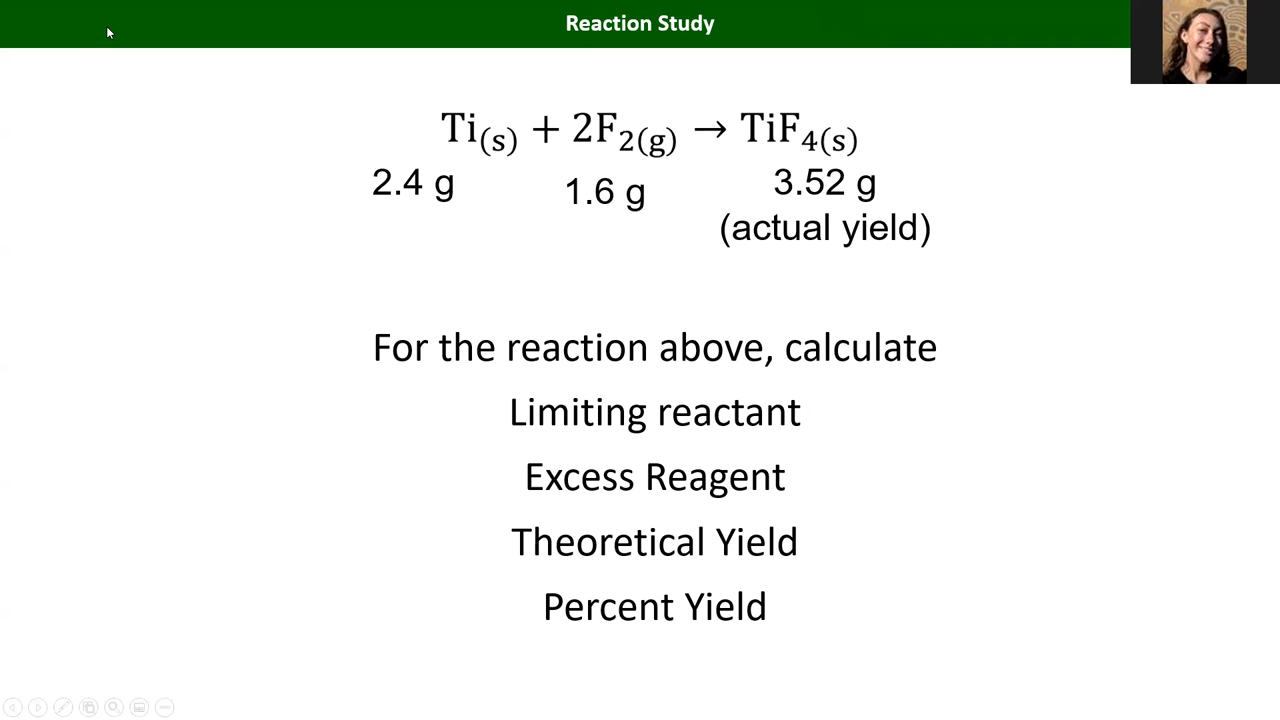 Reaction Study
Ti(s) + 2F2(g) → TiF4(s)
2.4 g 1.6 g 3.52 g
(actual yield)
For the reaction above, calculate
Limiting reactant
Excess Reagent
Theoretical Yield
Percent Yield